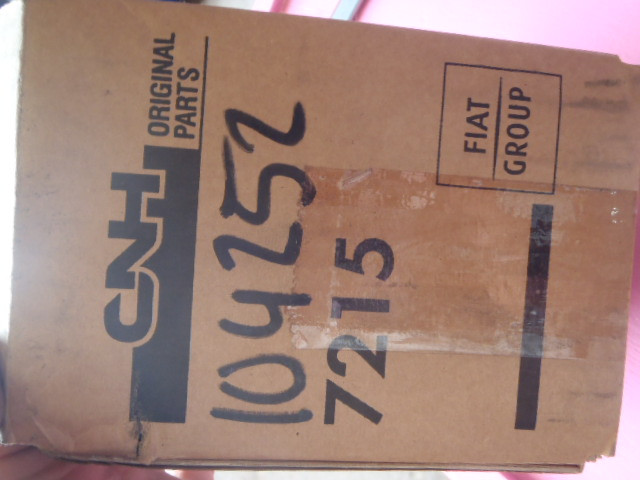 CNH
ORIGINAL
PARTS
104252
7215
FIAT
GROUP